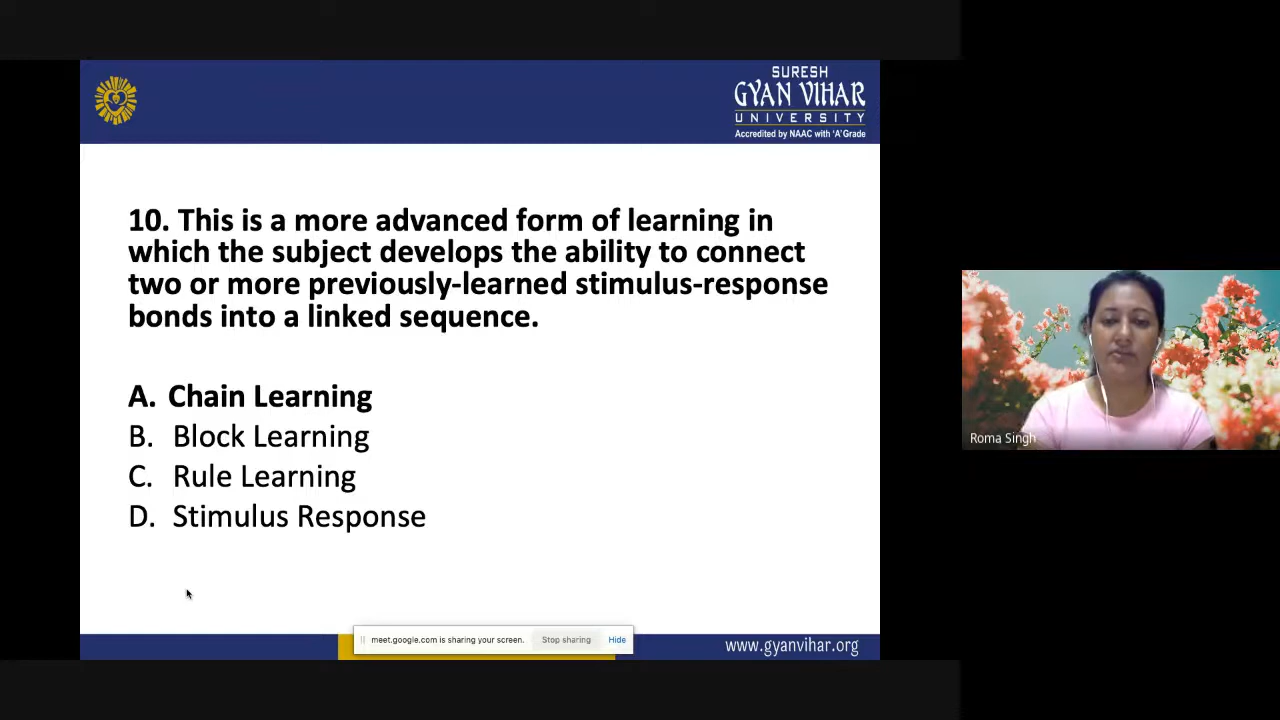 SURESH
GYAN VIHAR
UNIVERSITY
Accredited by NAAC with 'A' Grade
10. This is a more advanced form of learning in
which the subject develops the ability to connect
two or more previously-learned stimulus-response
bonds into a linked sequence.
A. Chain Learning
B. Block Learning
C. Rule Learning
D. Stimulus Response
Roma Singh
meet.google.com is sharing your screen. Stop sharing Hide
www.gyanvihar.org